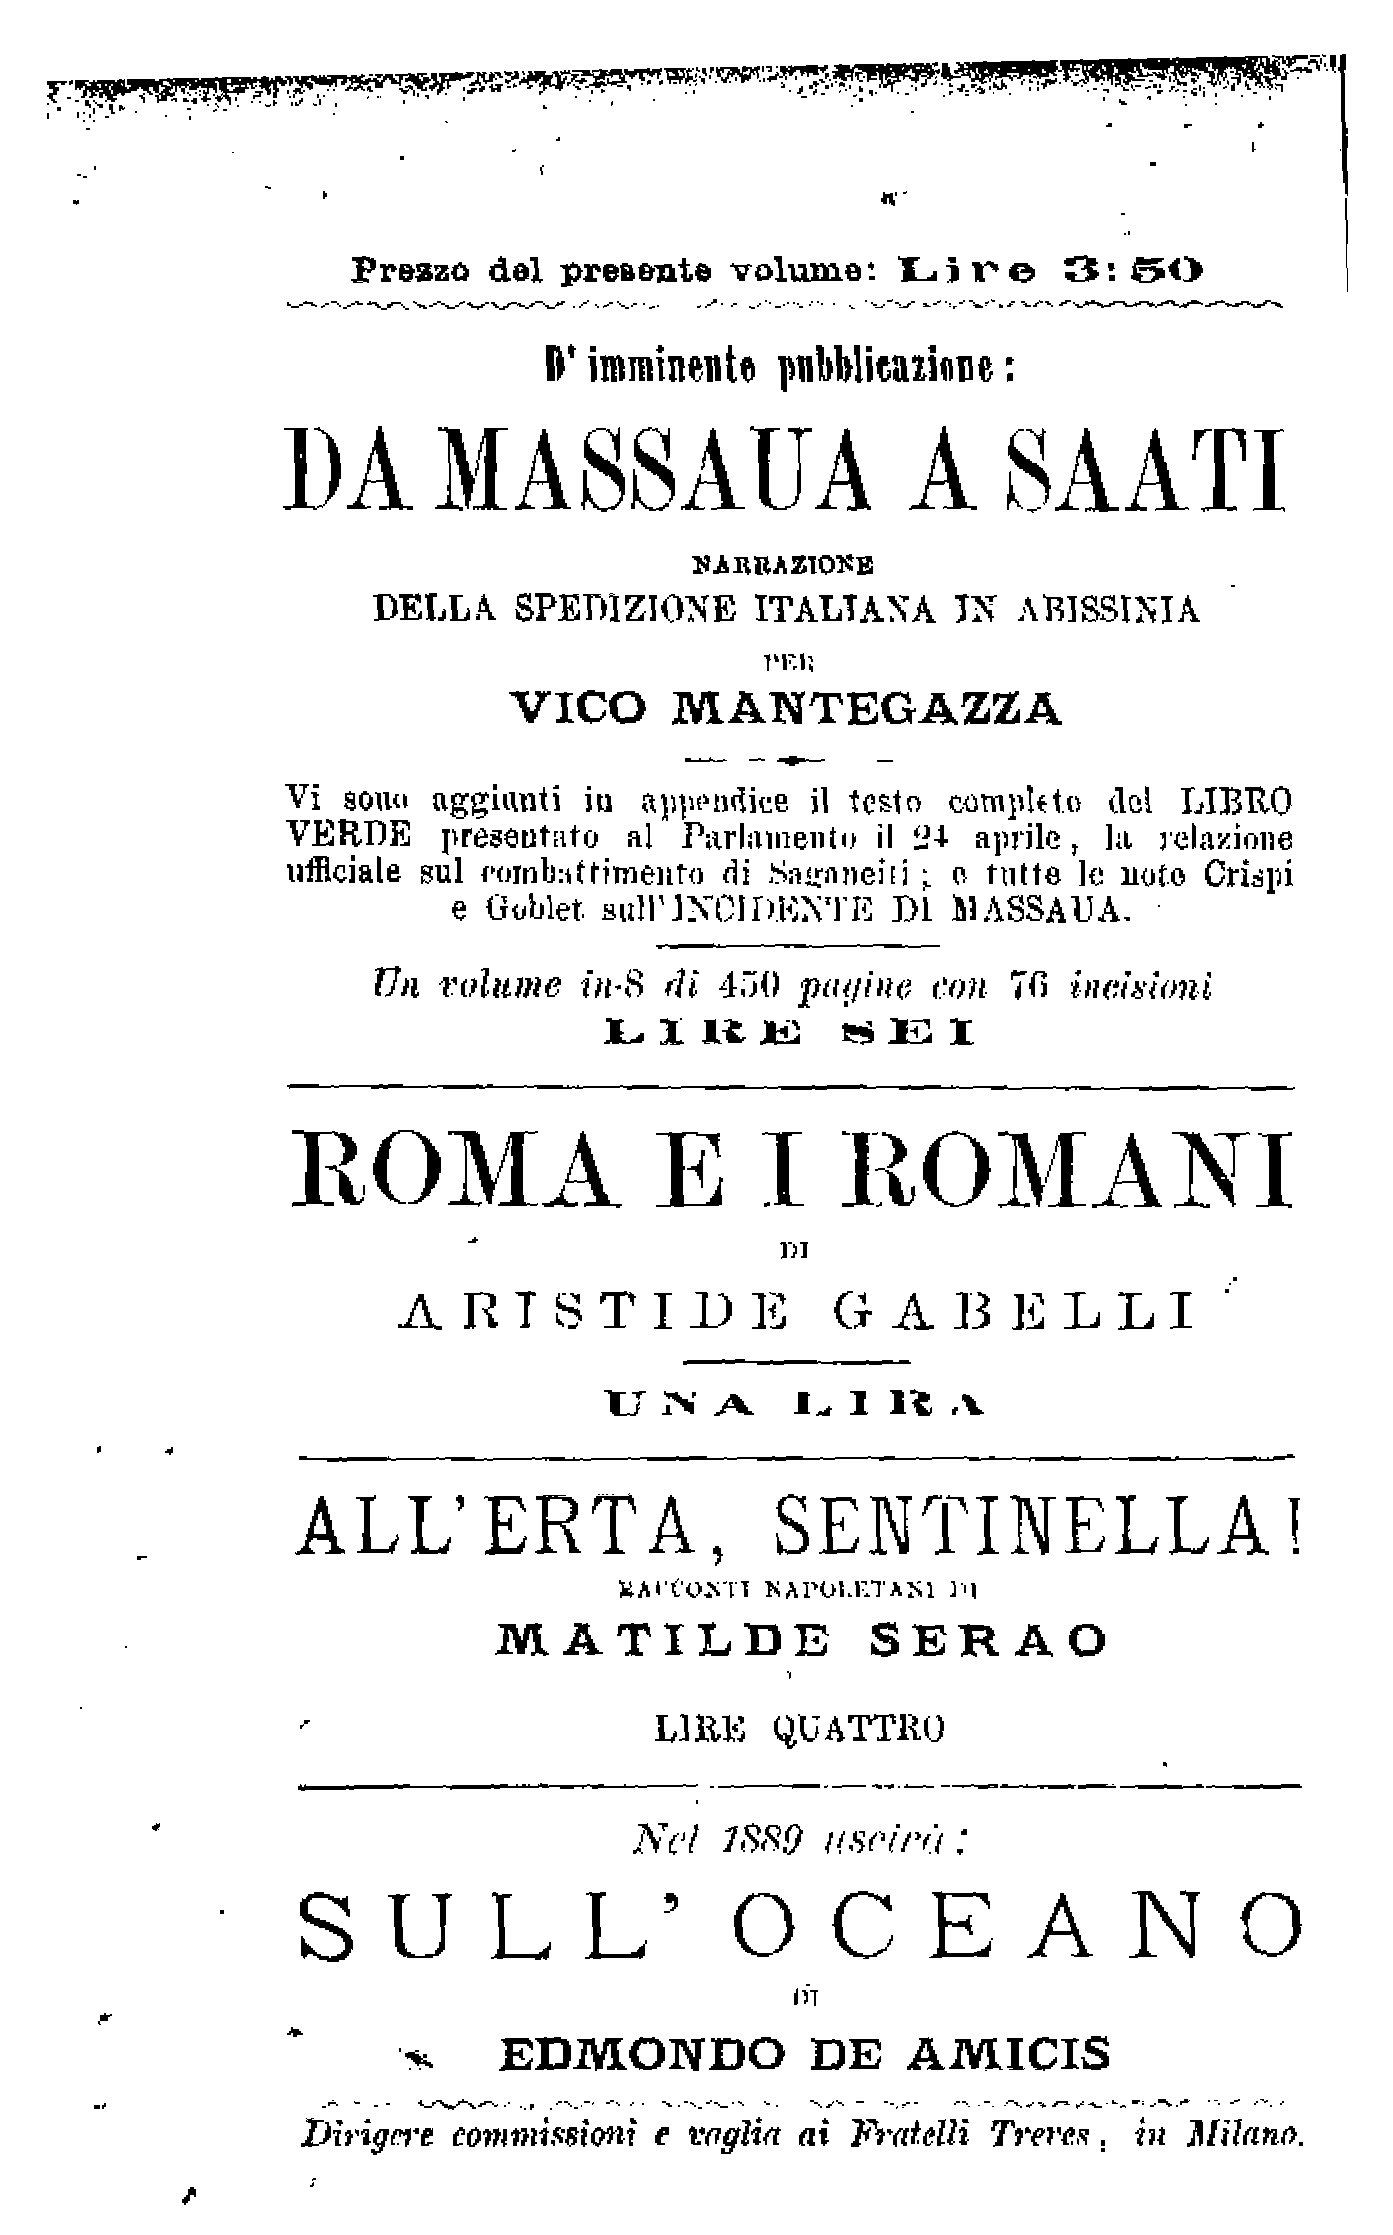 Prezzo del presente volume: Lire 3:50
D'imminente pubblicazione:
DA MASSAUA A SAATI
NARRAZIONE
DELLA SPEDIZIONE ITALIANA IN ABISSINIA
PER
VICO MANTEGAZZA
Vi sono aggiunti in appendice il testo completo del LIBRO
VERDE presentato al Parlamento il 24 aprile, la relazione
ufficiale sul combattimento di Saganeiti; e tutte le note Crispi
e Goblet sull'INCIDENTE DI MASSAUA.
Un volume in-8 di 450 pagine con 76 incisioni
LIRE SEI
ROMA E I ROMANI
DI
ARISTIDE GABELLI
UNA LIRA
ALL'ERTA, SENTINELLA!
RACCONTI NAPOLETANI DI
MATILDE SERAO
LIRE QUATTRO
Nel 1889 uscirà:
SULL'OCEANO
DI
EDMONDO DE AMICIS
Dirigere commissioni e vaglia ai Fratelli Treves, in Milano.